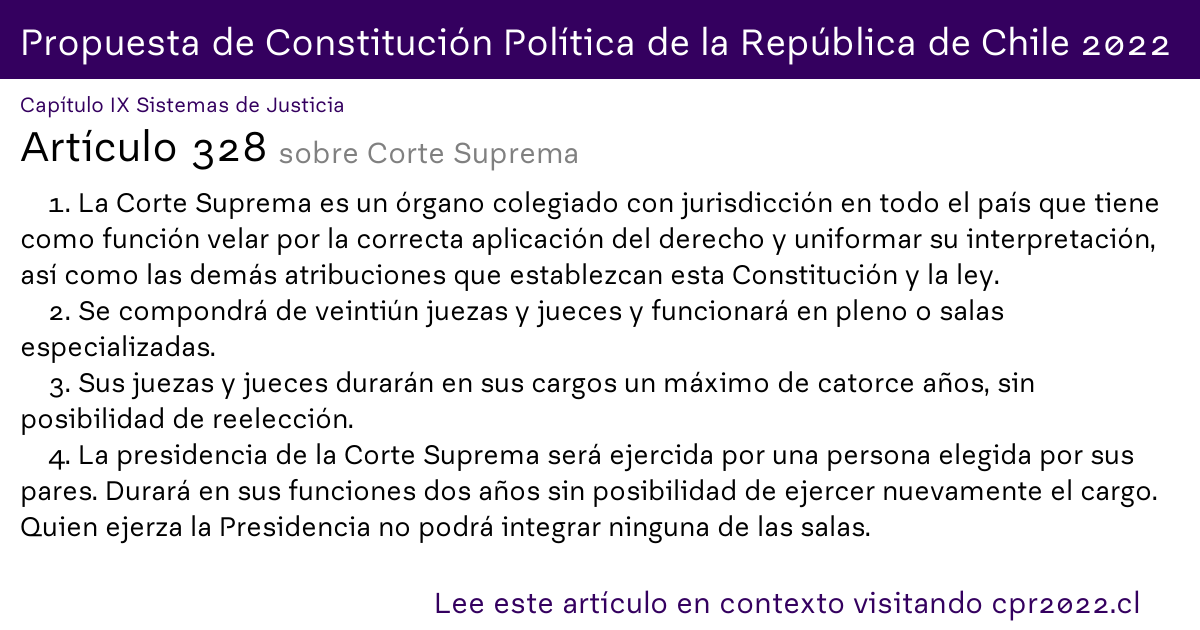 Propuesta de Constitución Política de la República de Chile 2022
Capítulo IX Sistemas de Justicia
Artículo 328 sobre Corte Suprema
1. La Corte Suprema es un órgano colegiado con jurisdicción en todo el país que tiene
como función velar por la correcta aplicación del derecho y uniformar su interpretación,
así como las demás atribuciones que establezcan esta Constitución y la ley.
2. Se compondrá de veintiún juezas y jueces y funcionará en pleno o salas
especializadas.
3. Sus juezas y jueces durarán en sus cargos un máximo de catorce años, sin
posibilidad de reelección.
4. La presidencia de la Corte Suprema será ejercida por una persona elegida por sus
pares. Durará en sus funciones dos años sin posibilidad de ejercer nuevamente el cargo.
Quien ejerza la Presidencia no podrá integrar ninguna de las salas.
Lee este artículo en contexto visitando cpr2022.cl